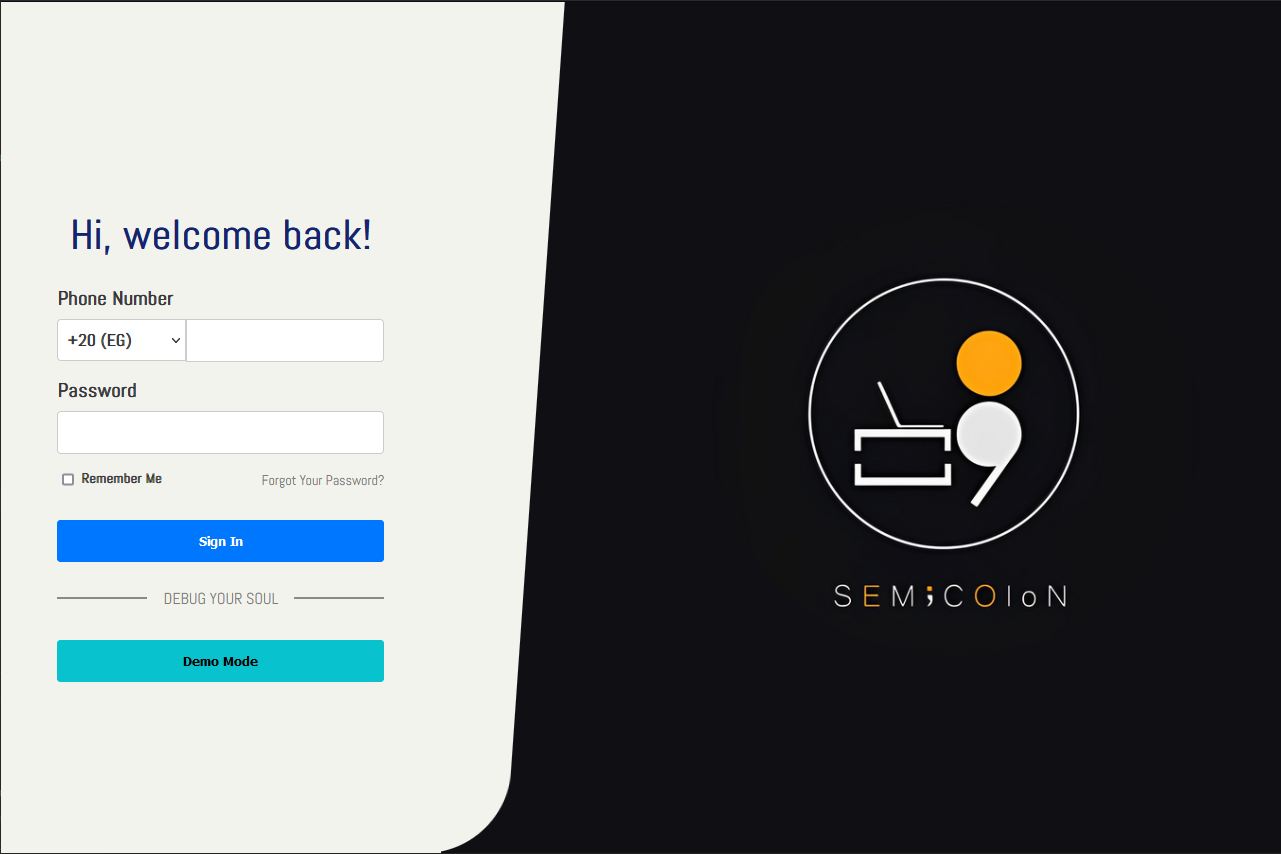 Hi, welcome back!
Phone Number
+20 (EG)
Password
Remember Me
Forgot Your Password?
Sign In
DEBUG YOUR SOUL
Demo Mode
SEM;COloN